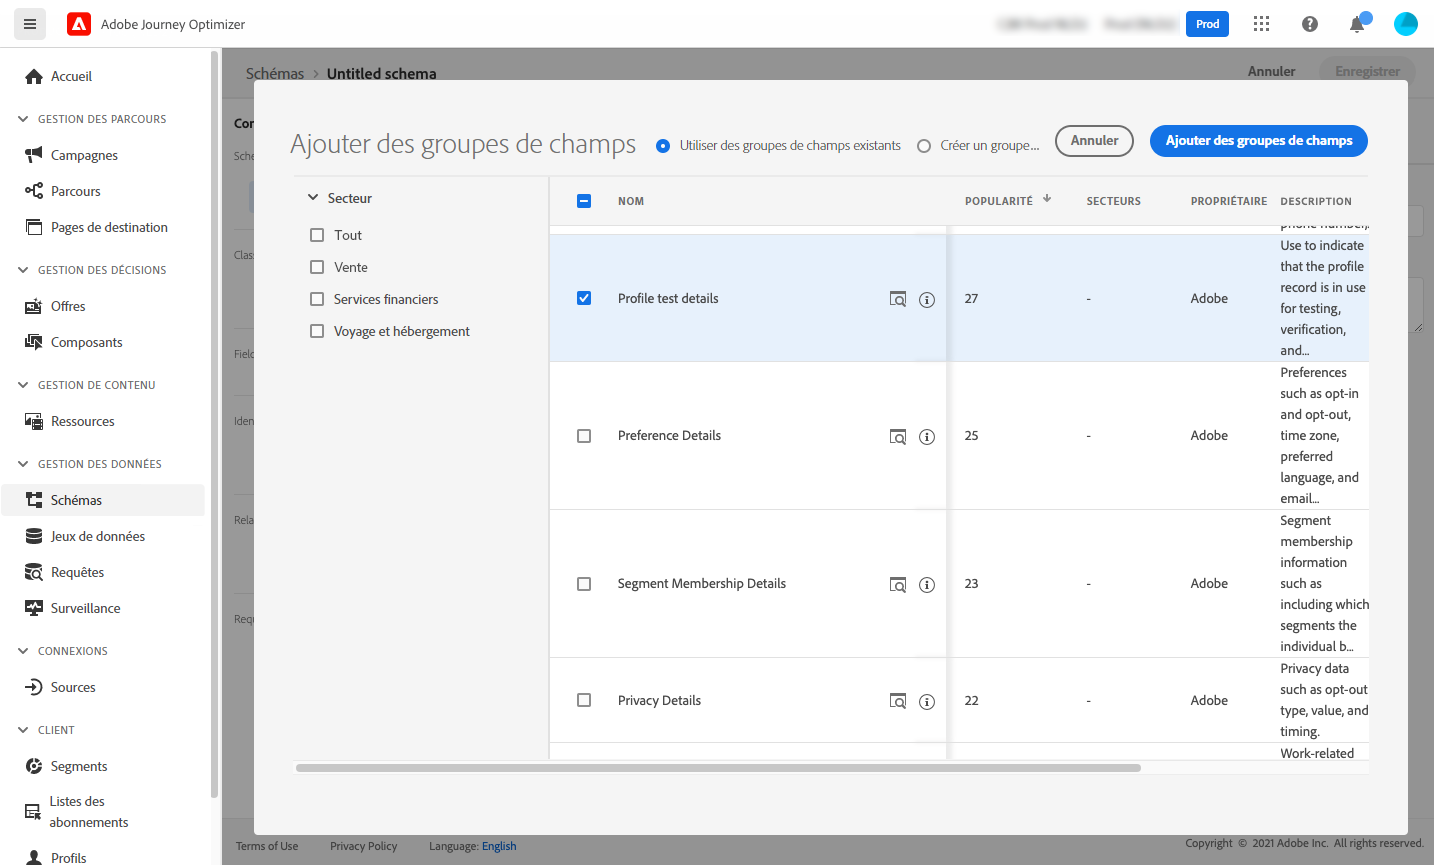 Adobe Journey Optimizer
Prod
Accueil
GESTION DES PARCOURS
Campagnes
Parcours
Pages de destination
GESTION DES DÉCISIONS
Offres
Composants
GESTION DE CONTENU
Ressources
GESTION DES DONNÉES
Schémas
Jeux de données
Requêtes
Surveillance
CONNEXIONS
Sources
CLIENT
Segments
Listes des
abonnements
Profils
Schémas > Untitled schema
Annuler
Enregistrer
Ajouter des groupes de champs
Utiliser des groupes de champs existants
Créer un groupe...
Annuler
Ajouter des groupes de champs
Secteur
Tout
Vente
Services financiers
Voyage et hébergement
NOM
POPULARITÉ
SECTEURS
PROPRIÉTAIRE
DESCRIPTION
Profile test details
27
-
Adobe
Use to indicate
that the profile
record is in use
for testing,
verification,
and...
Preference Details
25
-
Adobe
Preferences
such as opt-in
and opt-out,
time zone,
preferred
language, and
email...
Segment Membership Details
23
-
Adobe
Segment
membership
information
such as
including which
segments the
individual b...
Privacy Details
22
-
Adobe
Privacy data
such as opt-out
type, value, and
timing.
Work-related
Terms of Use
Privacy Policy
Language: English
Copyright © 2021 Adobe Inc. All rights reserved.